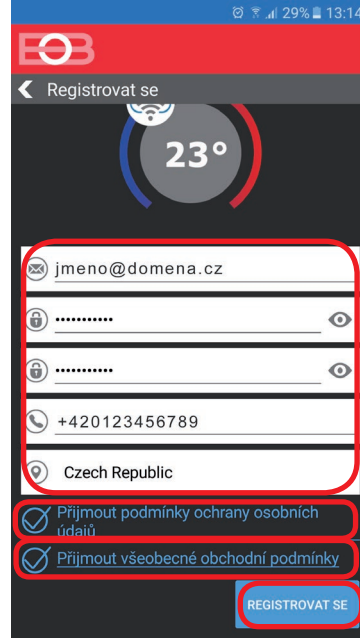 29% 13:14
EOB
Registrovat se
23°
jmeno@domena.cz
•••••••••••
•••••••••••
+420123456789
Czech Republic
Přijmout podmínky ochrany osobních
údajů
Přijmout všeobecné obchodní podmínky
REGISTROVAT SE